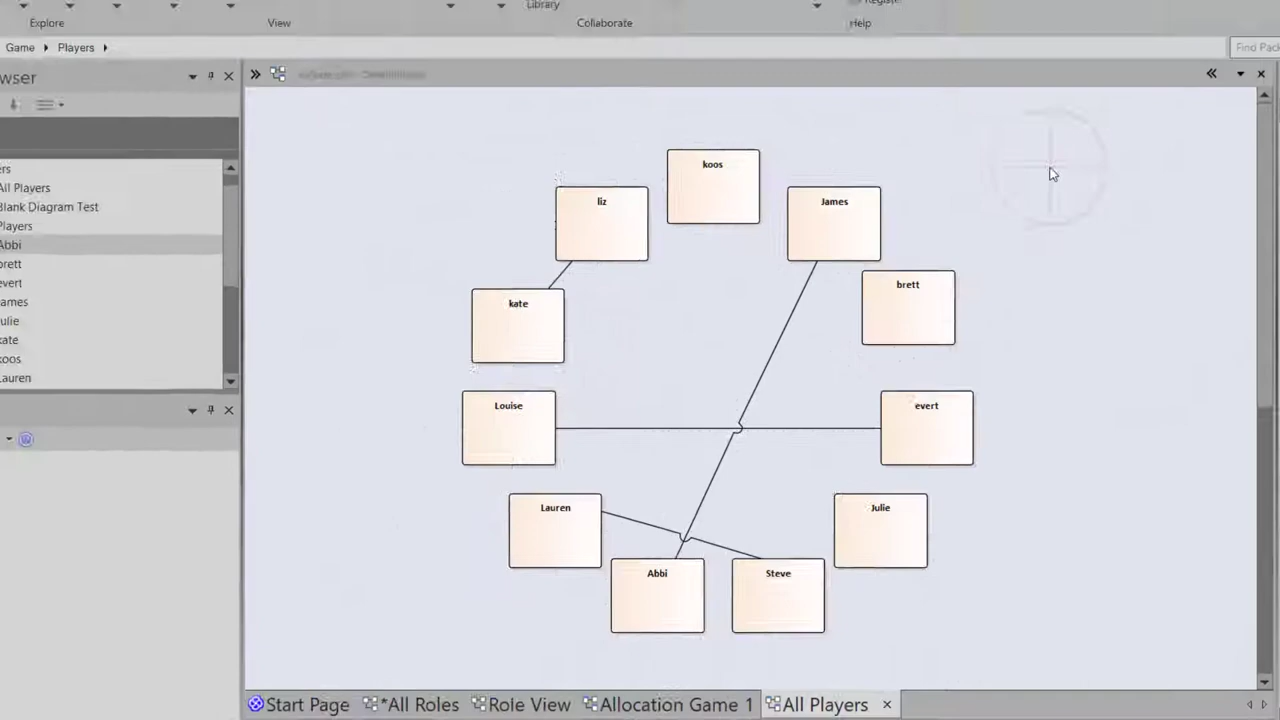 Library
Explore
View
Collaborate
Help
Game
Players
Find Pac
wser
ers
All Players
Blank Diagram Test
Players
Abbi
brett
evert
ames
ulie
kate
koos
Lauren
koos
liz
James
brett
kate
Louise
evert
Lauren
Julie
Abbi
Steve
Start Page
*All Roles
Role View
Allocation Game 1
All Players